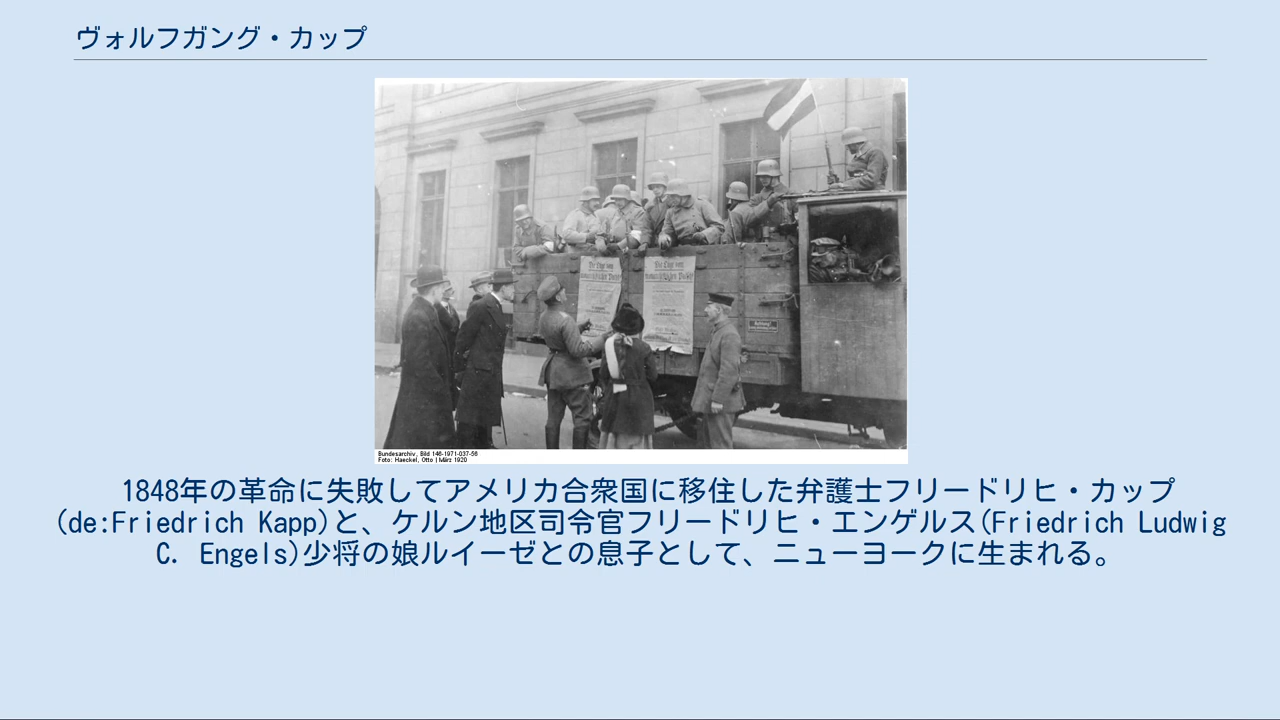 ヴォルフガング・カップ
Bundesarchiv, Bild 146-1971-037-56
Foto: Haeckel, Otto | März 1920
1848年の革命に失敗してアメリカ合衆国に移住した弁護士フリードリヒ・カップ
(de:Friedrich Kapp)と、ケルン地区司令官フリードリヒ・エンゲルス(Friedrich Ludwig
C. Engels)少将の娘ルイーゼとの息子として、ニューヨークに生まれる。